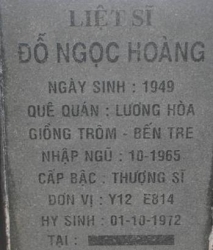 LIỆT SĨ
ĐỖ NGỌC HOÀNG
NGÀY SINH : 1949
QUÊ QUÁN : LƯƠNG HÒA
GIỒNG TRÔM - BẾN TRE
NHẬP NGŨ : 10-1965
CẤP BẬC : THƯỢNG SĨ
ĐƠN VỊ : Y12 E814
HY SINH : 01-10-1972
TẠI :